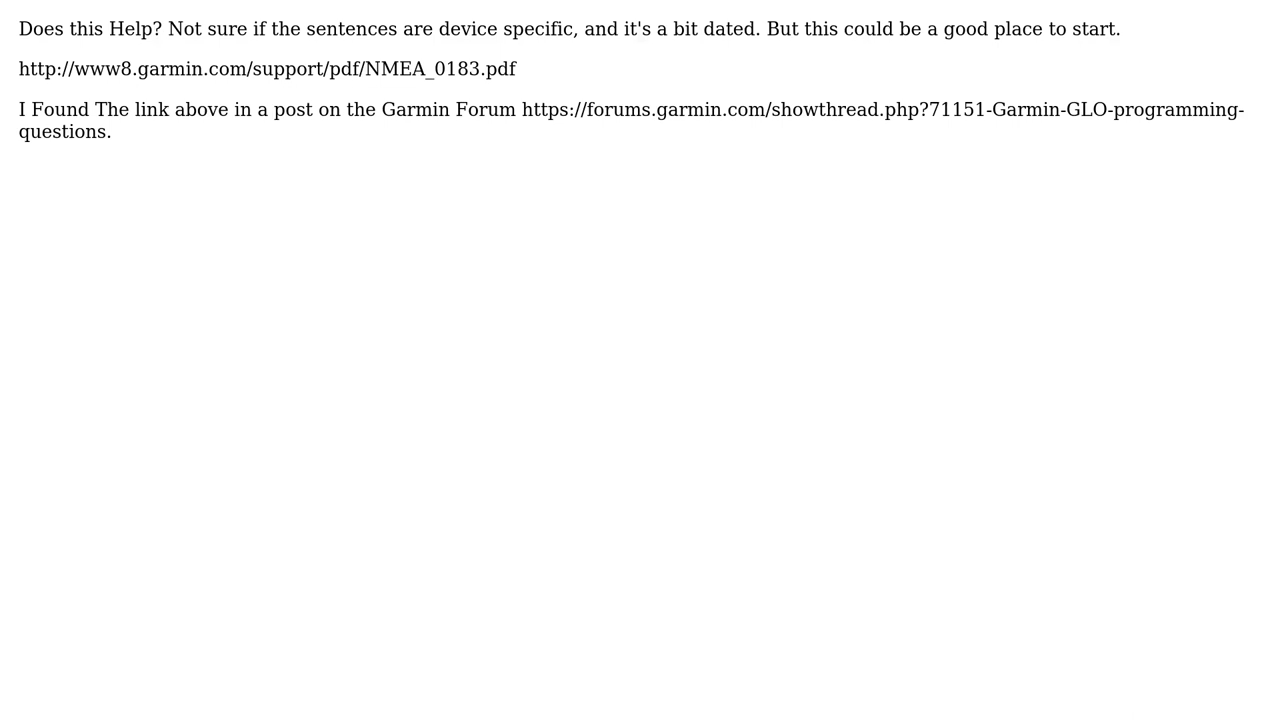 Does this Help? Not sure if the sentences are device specific, and it's a bit dated. But this could be a good place to start.
http://www8.garmin.com/support/pdf/NMEA_0183.pdf
I Found The link above in a post on the Garmin Forum https://forums.garmin.com/showthread.php?71151-Garmin-GLO-programming-
questions.